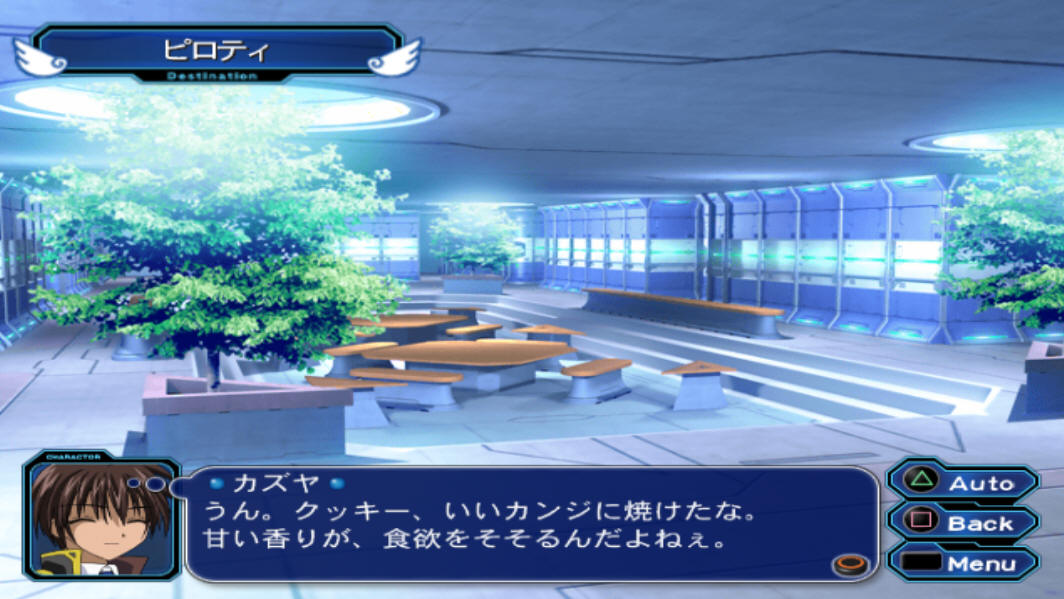 ピロティ
Destination
CHARACTOR
カズヤ
うん。クッキー、いいカンジに焼けたな。
甘い香りが、食欲をそそるんだよねぇ。
Auto
Back
Menu